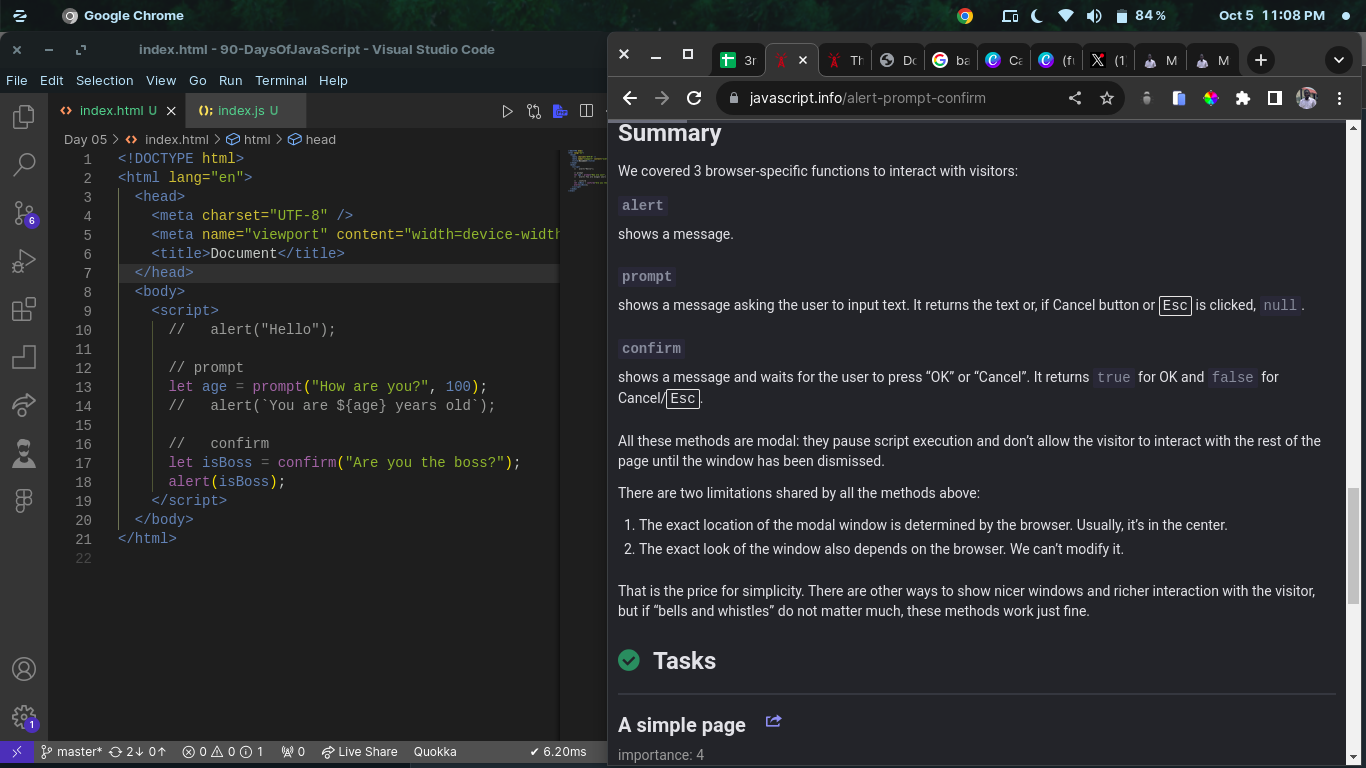 Google Chrome
84 %
Oct 5 11:08 PM
index.html - 90-DaysOfJavaScript - Visual Studio Code
File Edit Selection View Go Run Terminal Help
index.html U
index.js U
Day 05 > index.html > html > head
1 <!DOCTYPE html>
2 <html lang="en">
3 <head>
4 <meta charset="UTF-8" />
5 <meta name="viewport" content="width=device-width
6 <title>Document</title>
7 </head>
8 <body>
9 <script>
10 // alert("Hello");
11
12 // prompt
13 let age = prompt("How are you?", 100);
14 // alert(`You are ${age} years old`);
15
16 // confirm
17 let isBoss = confirm("Are you the boss?");
18 alert(isBoss);
19 </script>
20 </body>
21 </html>
22
6
1
master* 2↓ 0↑ 0 0 1 0 Live Share Quokka ✔ 6.20ms
3r
Th
Do
ba
Ca
(f
(1
M
M
javascript.info/alert-prompt-confirm
Summary
We covered 3 browser-specific functions to interact with visitors:
alert
shows a message.
prompt
shows a message asking the user to input text. It returns the text or, if Cancel button or Esc is clicked, null.
confirm
shows a message and waits for the user to press “OK” or “Cancel”. It returns true for OK and false for
Cancel/Esc.
All these methods are modal: they pause script execution and don’t allow the visitor to interact with the rest of the
page until the window has been dismissed.
There are two limitations shared by all the methods above:
1. The exact location of the modal window is determined by the browser. Usually, it’s in the center.
2. The exact look of the window also depends on the browser. We can’t modify it.
That is the price for simplicity. There are other ways to show nicer windows and richer interaction with the visitor,
but if “bells and whistles” do not matter much, these methods work just fine.
Tasks
A simple page
importance: 4